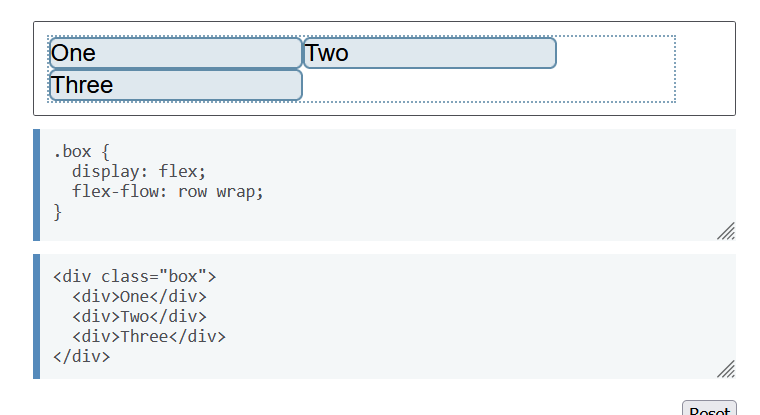 One Two
Three
.box {
  display: flex;
  flex-flow: row wrap;
}
<div class="box">
  <div>One</div>
  <div>Two</div>
  <div>Three</div>
</div>
Reset